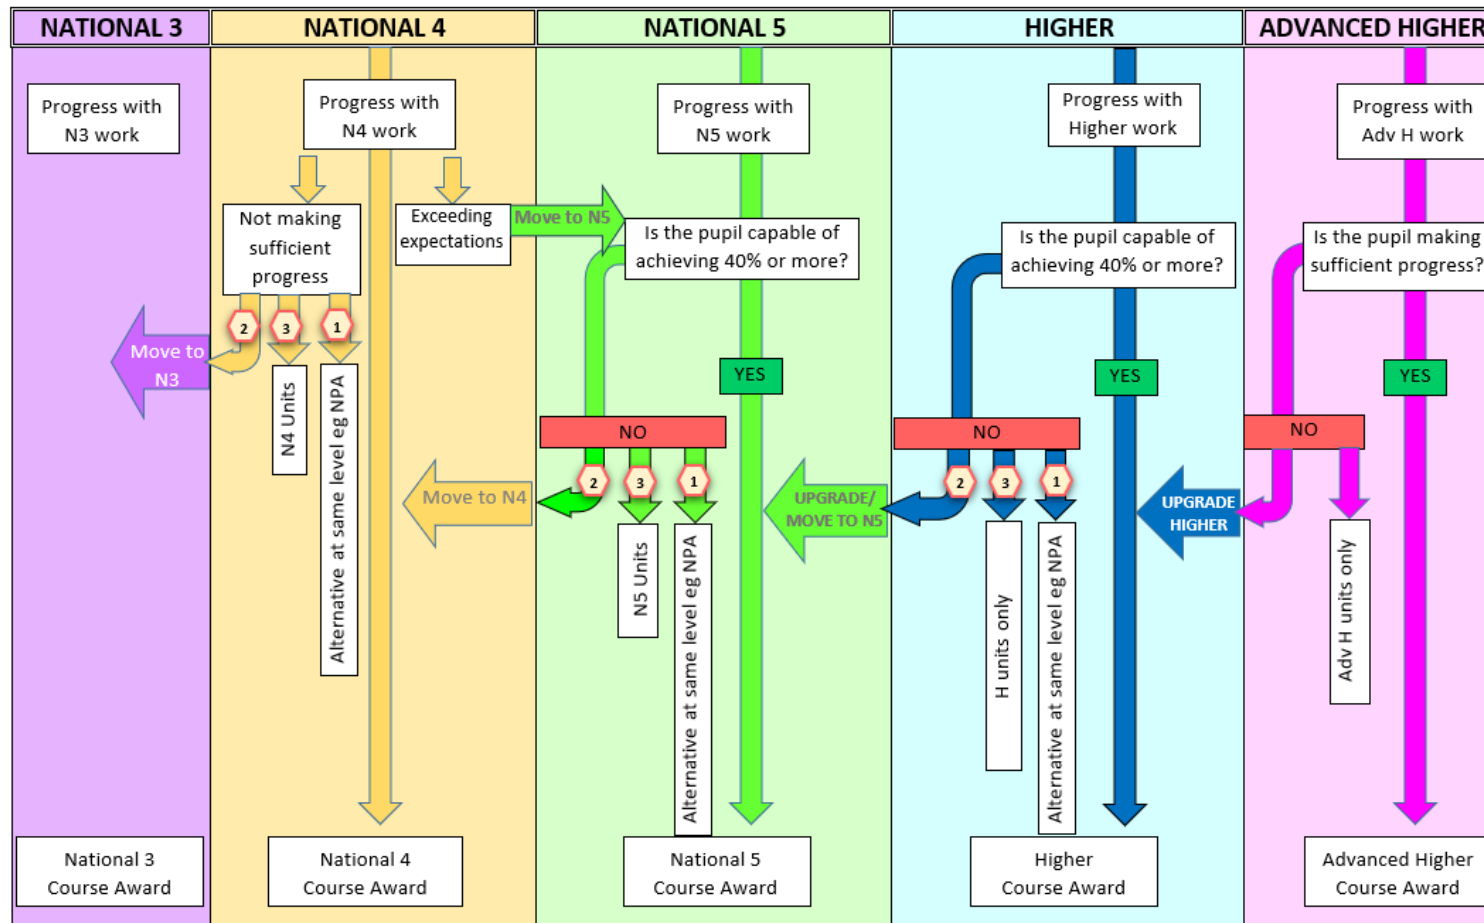 NATIONAL 3
NATIONAL 4
NATIONAL 5
HIGHER
ADVANCED HIGHER
Progress with
N3 work
Progress with
N4 work
Progress with
N5 work
Progress with
Higher work
Progress with
Adv H work
Not making
sufficient
progress
Exceeding
expectations
Move to N5
Is the pupil capable of
achieving 40% or more?
Is the pupil capable of
achieving 40% or more?
Is the pupil making
sufficient progress?
2
3
1
Move to
N3
N4 Units
Alternative at same level eg NPA
YES
YES
YES
NO
NO
NO
Move to N4
2
3
1
UPGRADE/
MOVE TO N5
2
3
1
UPGRADE
HIGHER
N5 Units
Alternative at same level eg NPA
H units only
Alternative at same level eg NPA
Adv H units only
National 3
Course Award
National 4
Course Award
National 5
Course Award
Higher
Course Award
Advanced Higher
Course Award